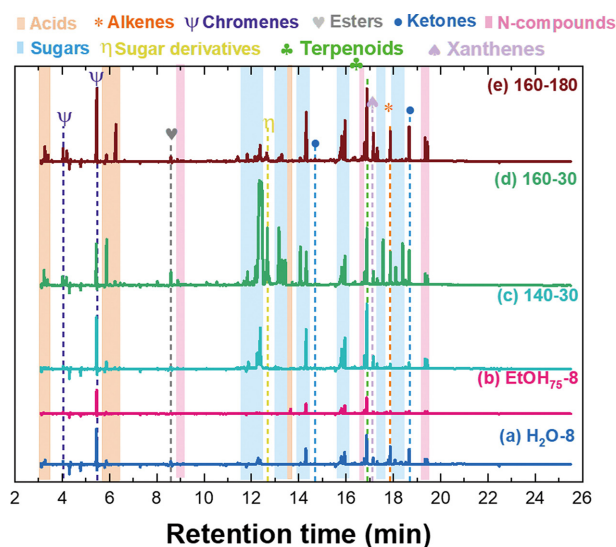 Acids * Alkenes ψ Chromenes ♥ Esters ● Ketones N-compounds
Sugars η Sugar derivatives ♣ Terpenoids ♠ Xanthenes
ψ
ψ
♥
η
●
♣
♠
*
●
(e) 160-180
(d) 160-30
(c) 140-30
(b) EtOH₇₅-8
(a) H₂O-8
2 4 6 8 10 12 14 16 18 20 22 24 26
Retention time (min)